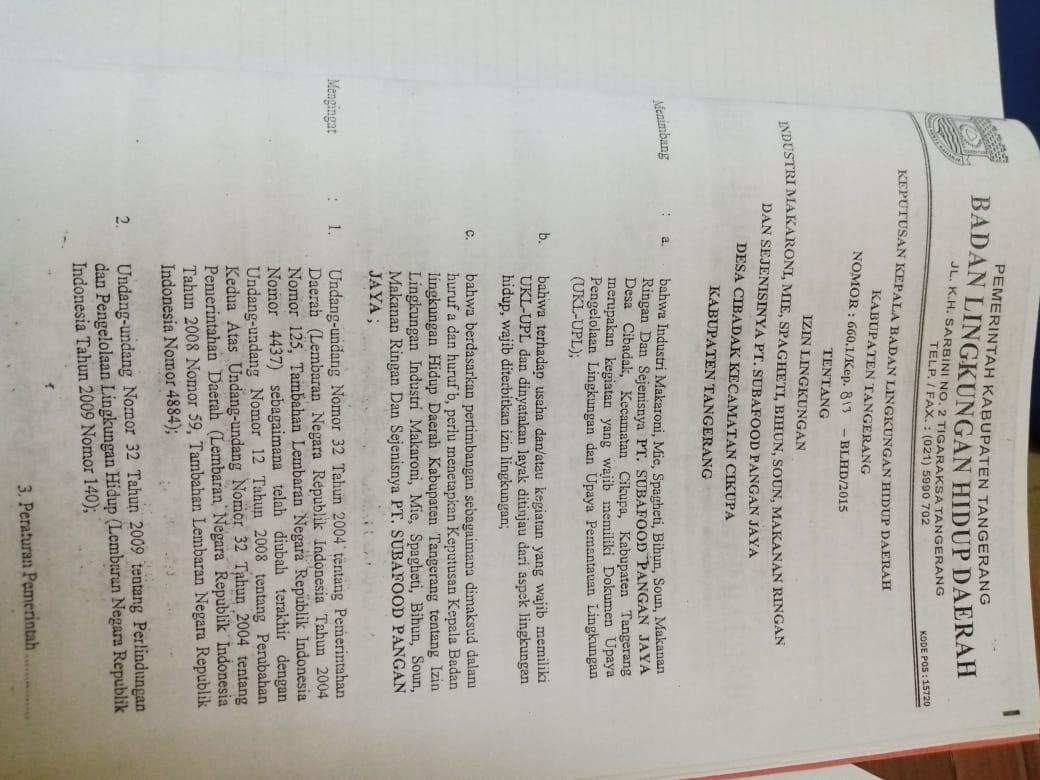 PEMERINTAH KABUPATEN TANGERANG
BADAN LINGKUNGAN HIDUP DAERAH
JL. K.H. SARBINI NO. 2 TIGARAKSA TANGERANG
TELP. / FAX. : (021) 5990 702
KODE POS : 15720
KEPUTUSAN KEPALA BADAN LINGKUNGAN HIDUP DAERAH
KABUPATEN TANGERANG
NOMOR : 660.1/Kep. 813 – BLHD/2015
TENTANG
IZIN LINGKUNGAN
INDUSTRI MAKARONI, MIE, SPAGHETI, BIHUN, SOUN, MAKANAN RINGAN
DAN SEJENISINYA PT. SUBAFOOD PANGAN JAYA
DESA CIBADAK KECAMATAN CIKUPA
KABUPATEN TANGERANG
Menimbang : a. bahwa Industri Makaroni, Mie, Spagheti, Bihun, Soun, Makanan
Ringan Dan Sejenisnya PT. SUBAFOOD PANGAN JAYA
Desa Cibadak, Kecamatan Cikupa, Kabupaten Tangerang
merupakan kegiatan yang wajib memiliki Dokumen Upaya
Pengelolaan Lingkungan dan Upaya Pemantauan Lingkungan
(UKL-UPL);
b. bahwa terhadap usaha dan/atau kegiatan yang wajib memiliki
UKL-UPL dan dinyatakan layak ditinjau dari aspek lingkungan
hidup, wajib diterbitkan izin lingkungan;
c. bahwa berdasarkan pertimbangan sebagaimana dimaksud dalam
huruf a dan huruf b, perlu menetapkan Keputusan Kepala Badan
lingkungan Hidup Daerah Kabupaten Tangerang tentang Izin
Lingkungan Industri Makaroni, Mie, Spagheti, Bihun, Soun,
Makanan Ringan Dan Sejenisnya PT. SUBAFOOD PANGAN
JAYA ;
Mengingat : 1. Undang-undang Nomor 32 Tahun 2004 tentang Pemerintahan
Daerah (Lembaran Negara Republik Indonesia Tahun 2004
Nomor 125, Tambahan Lembaran Negara Republik Indonesia
Nomor 4437) sebagaimana telah diubah terakhir dengan
Undang-undang Nomor 12 Tahun 2008 tentang Perubahan
Kedua Atas Undang-undang Nomor 32 Tahun 2004 tentang
Pemerintahan Daerah (Lembaran Negara Republik Indonesia
Tahun 2008 Nomor 59, Tambahan Lembaran Negara Republik
Indonesia Nomor 4884);
2. Undang-undang Nomor 32 Tahun 2009 tentang Perlindungan
dan Pengelolaan Lingkungan Hidup (Lembaran Negara Republik
Indonesia Tahun 2009 Nomor 140);
3. Peraturan Pemerintah ..............